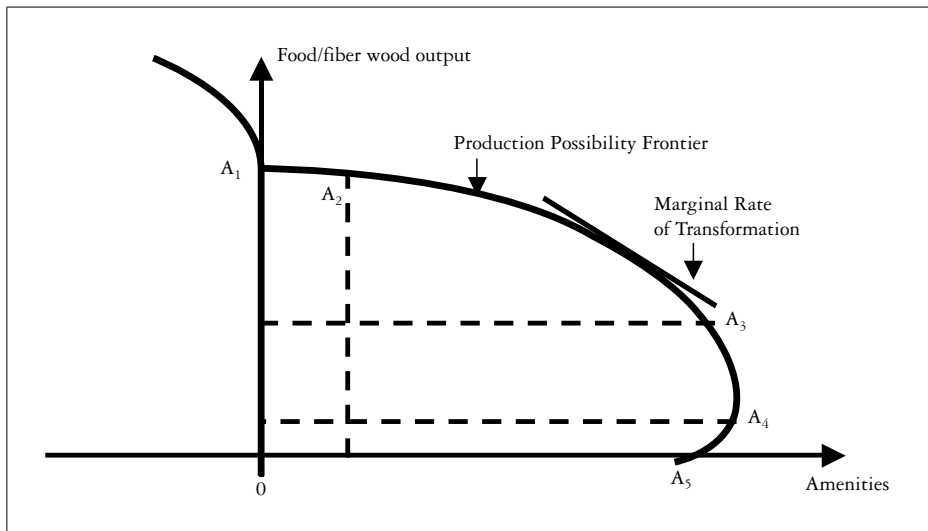 Food/fiber wood output
Production Possibility Frontier
A₁
A₂
Marginal Rate
of Transformation
A₃
A₄
A₅
0
Amenities